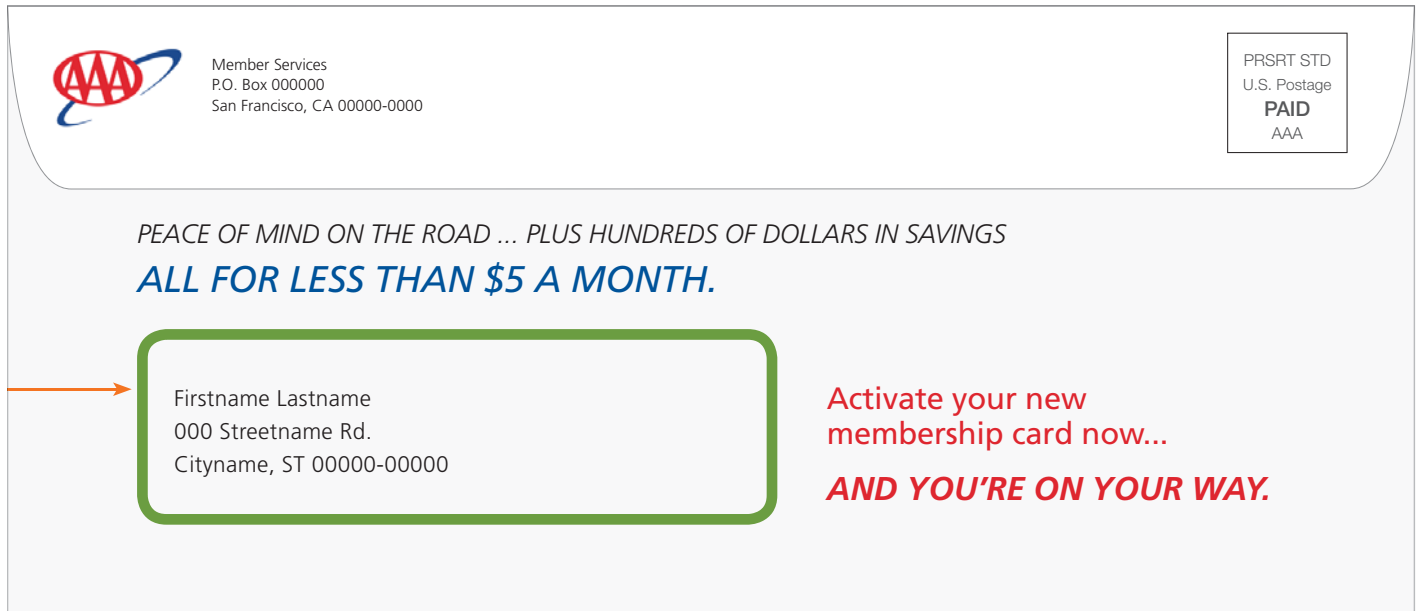 AAA
Member Services
P.O. Box 000000
San Francisco, CA 00000-0000
PRSRT STD
U.S. Postage
PAID
AAA
PEACE OF MIND ON THE ROAD ... PLUS HUNDREDS OF DOLLARS IN SAVINGS
ALL FOR LESS THAN $5 A MONTH.
Firstname Lastname
000 Streetname Rd.
Cityname, ST 00000-00000
Activate your new
membership card now...
AND YOU'RE ON YOUR WAY.